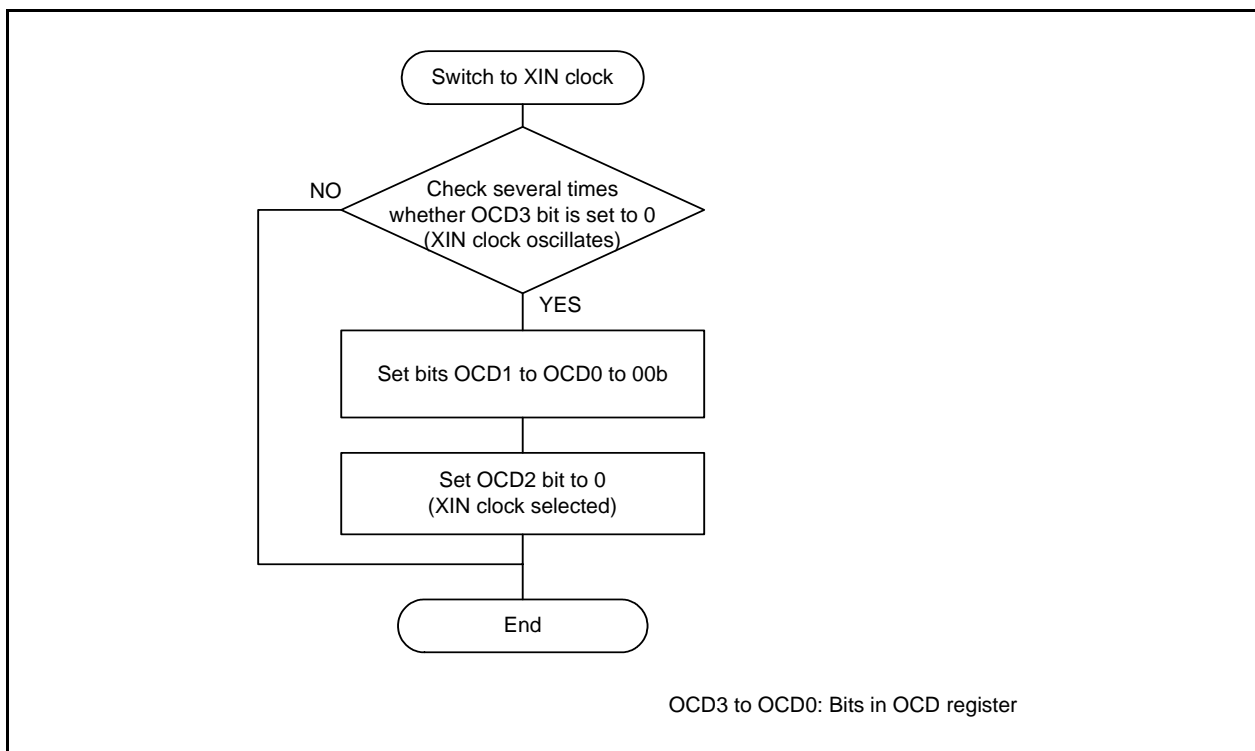 Switch to XIN clock
NO
Check several times
whether OCD3 bit is set to 0
(XIN clock oscillates)
YES
Set bits OCD1 to OCD0 to 00b
Set OCD2 bit to 0
(XIN clock selected)
End
OCD3 to OCD0: Bits in OCD register